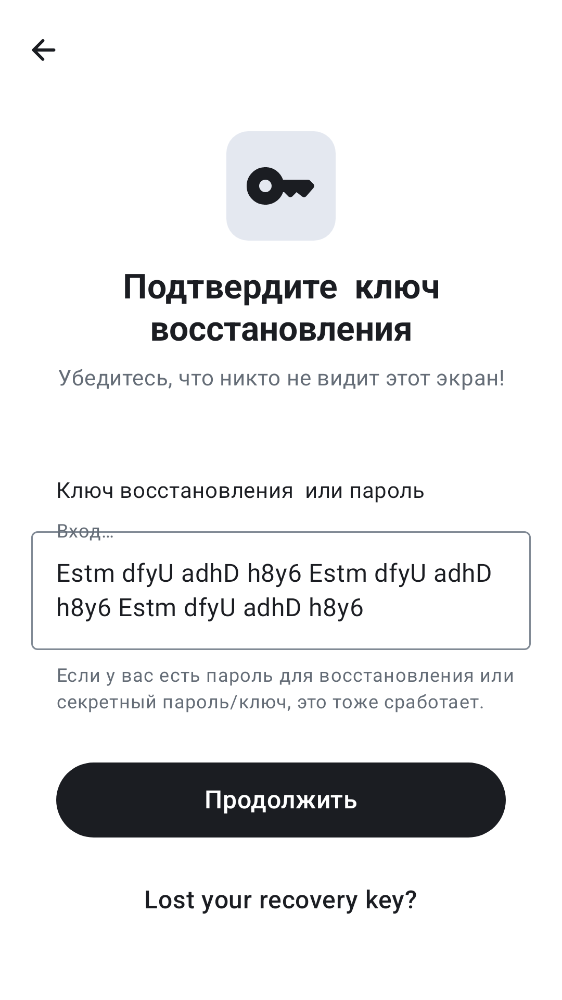 Подтвердите ключ
восстановления
Убедитесь, что никто не видит этот экран!
Ключ восстановления или пароль
Вход…
Estm dfyU adhD h8y6 Estm dfyU adhD
h8y6 Estm dfyU adhD h8y6
Если у вас есть пароль для восстановления или
секретный пароль/ключ, это тоже сработает.
Продолжить
Lost your recovery key?